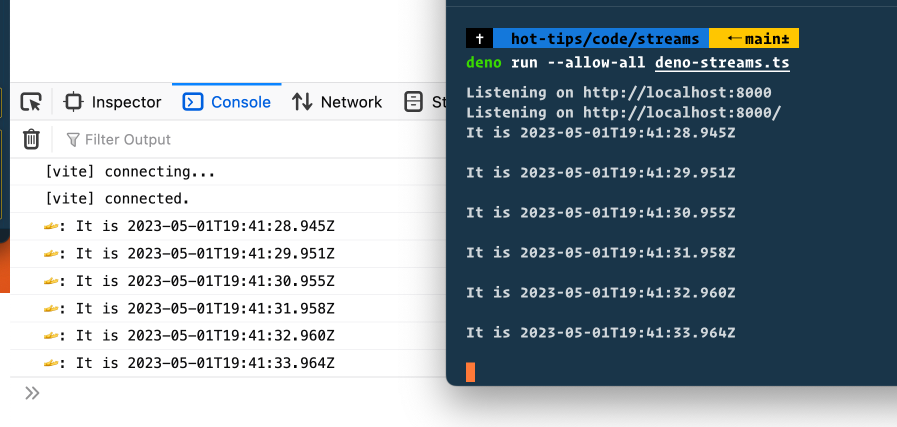 Inspector Console Network St
Filter Output
[vite] connecting...
[vite] connected.
🫴: It is 2023-05-01T19:41:28.945Z
🫴: It is 2023-05-01T19:41:29.951Z
🫴: It is 2023-05-01T19:41:30.955Z
🫴: It is 2023-05-01T19:41:31.958Z
🫴: It is 2023-05-01T19:41:32.960Z
🫴: It is 2023-05-01T19:41:33.964Z
»
✝ hot-tips/code/streams ←main±
deno run --allow-all deno-streams.ts
Listening on http://localhost:8000
Listening on http://localhost:8000/
It is 2023-05-01T19:41:28.945Z
It is 2023-05-01T19:41:29.951Z
It is 2023-05-01T19:41:30.955Z
It is 2023-05-01T19:41:31.958Z
It is 2023-05-01T19:41:32.960Z
It is 2023-05-01T19:41:33.964Z